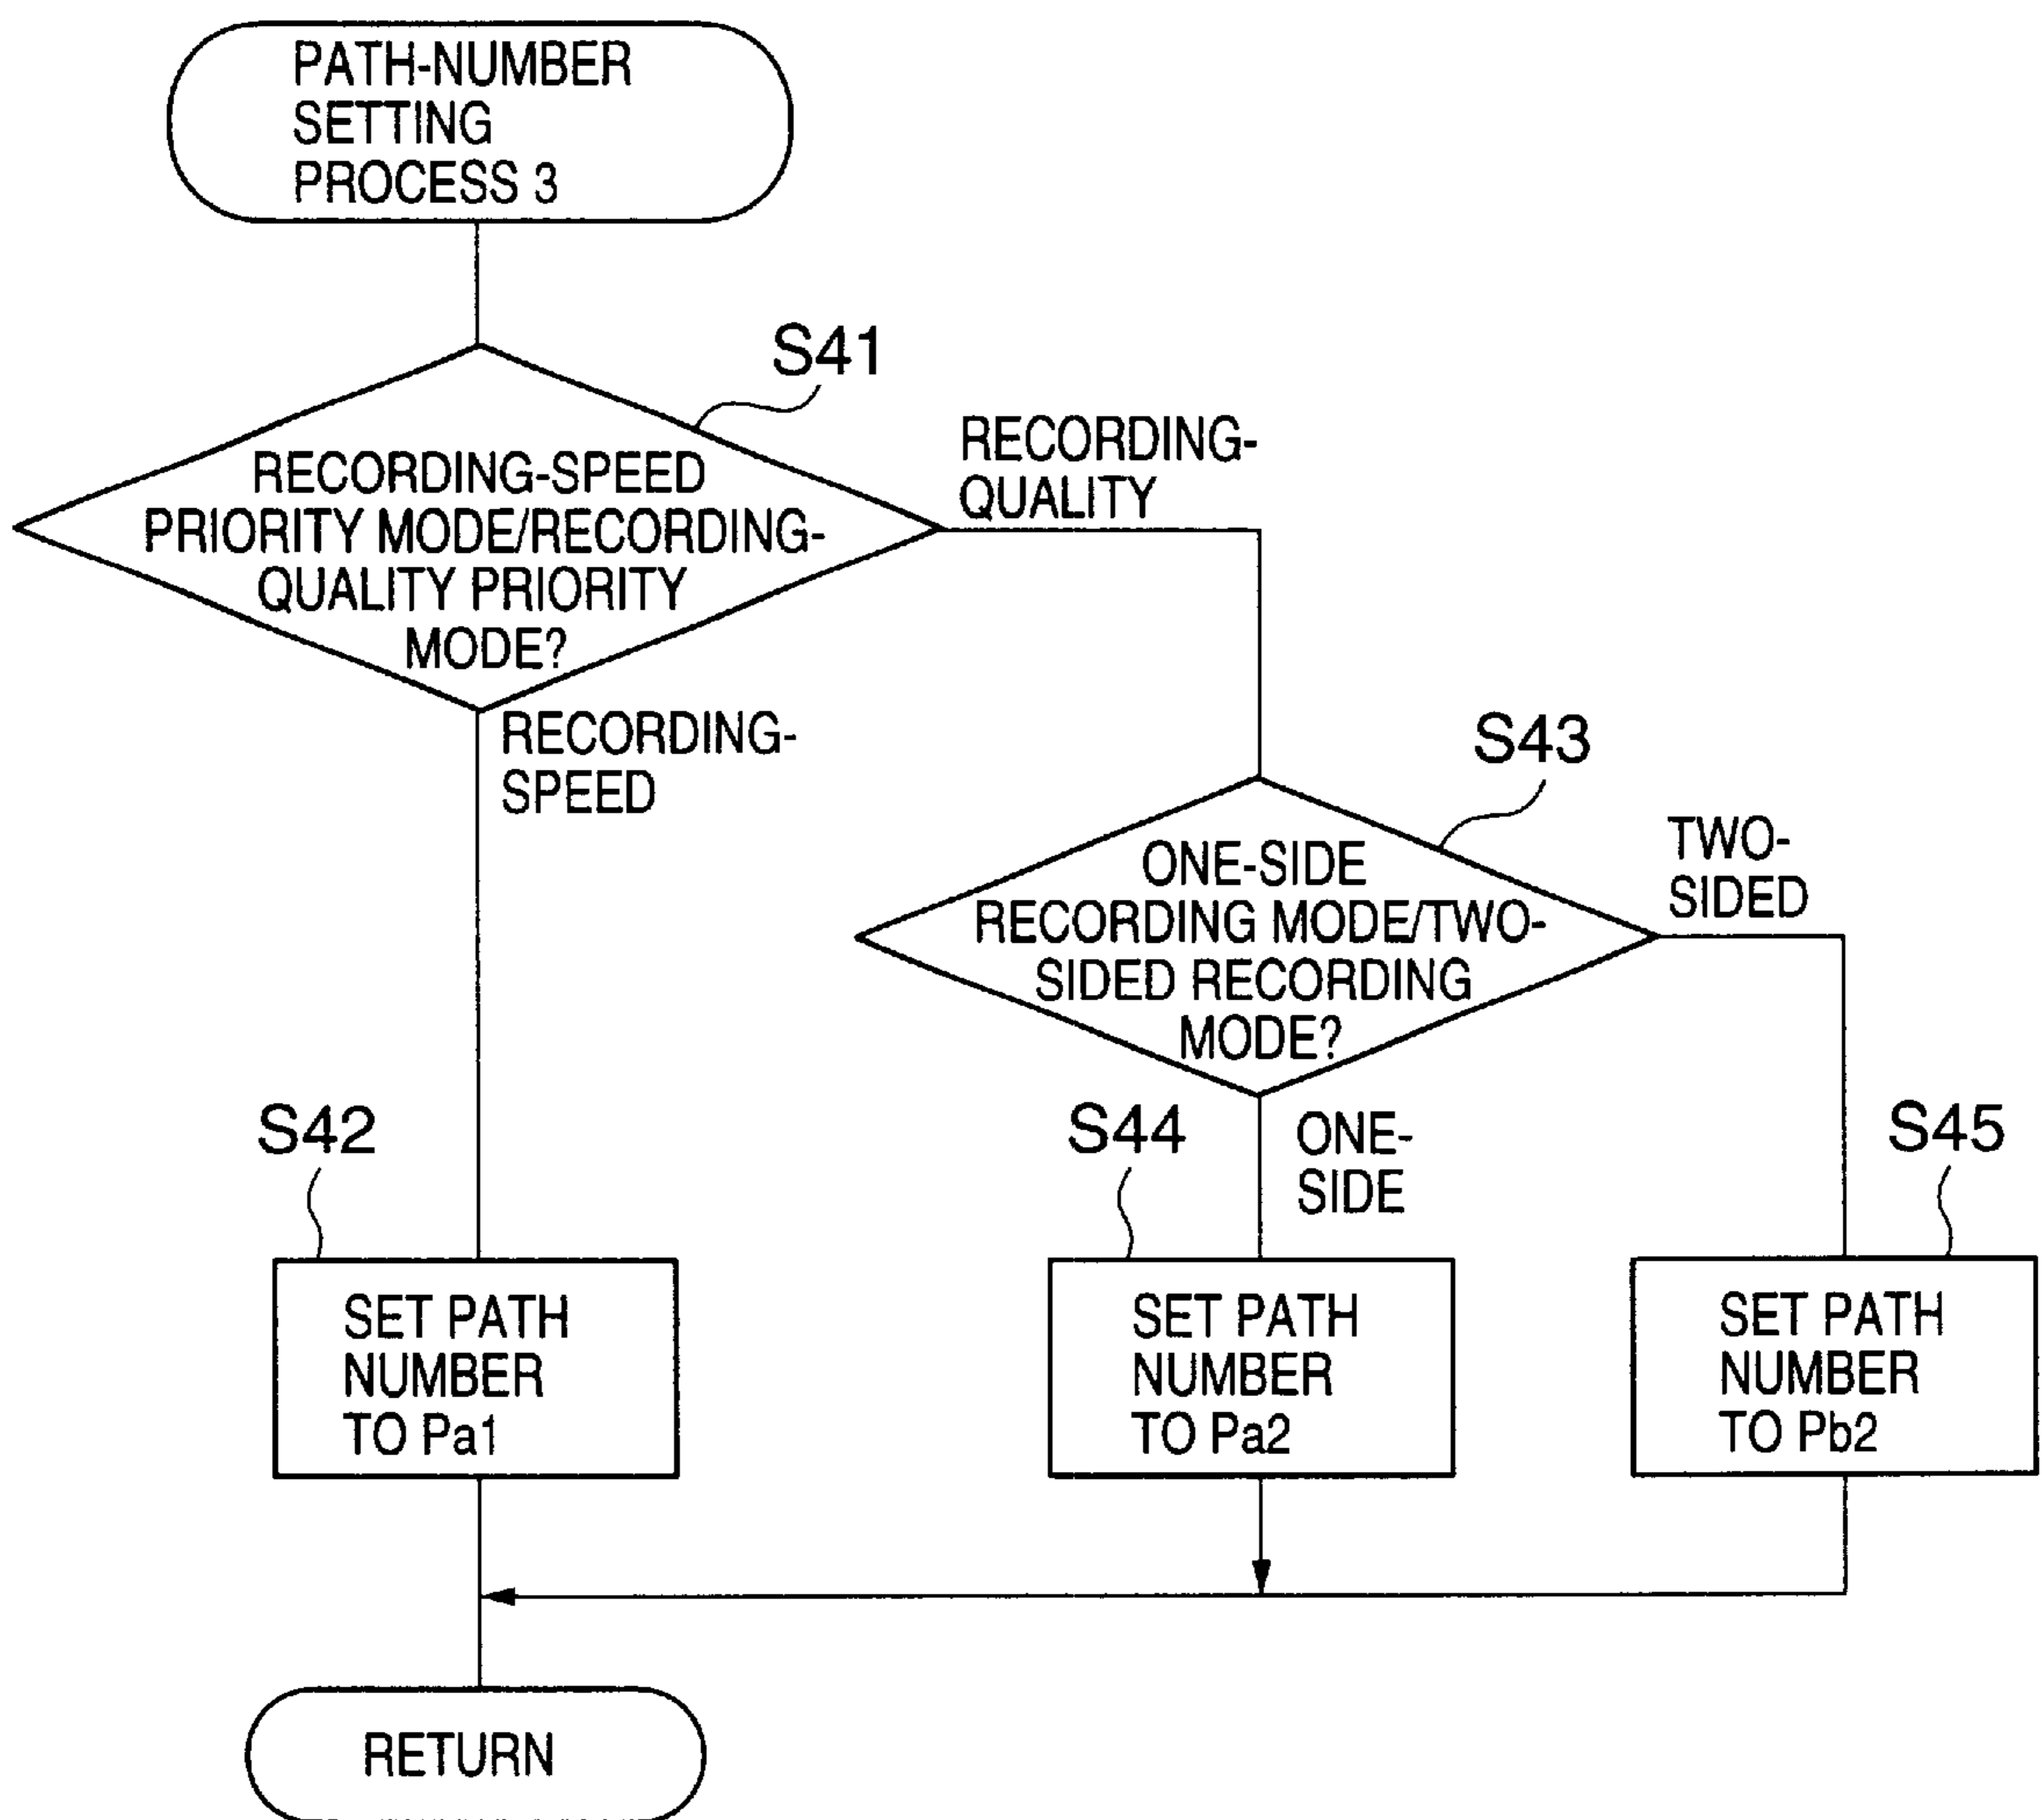 PATH-NUMBER
SETTING
PROCESS 3
S41
RECORDING-SPEED
PRIORITY MODE/RECORDING-
QUALITY PRIORITY
MODE?
RECORDING-
QUALITY
RECORDING-
SPEED
S43
ONE-SIDE
RECORDING MODE/TWO-
SIDED RECORDING
MODE?
TWO-
SIDED
ONE-
SIDE
S42
SET PATH
NUMBER
TO Pa1
S44
SET PATH
NUMBER
TO Pa2
S45
SET PATH
NUMBER
TO Pb2
RETURN